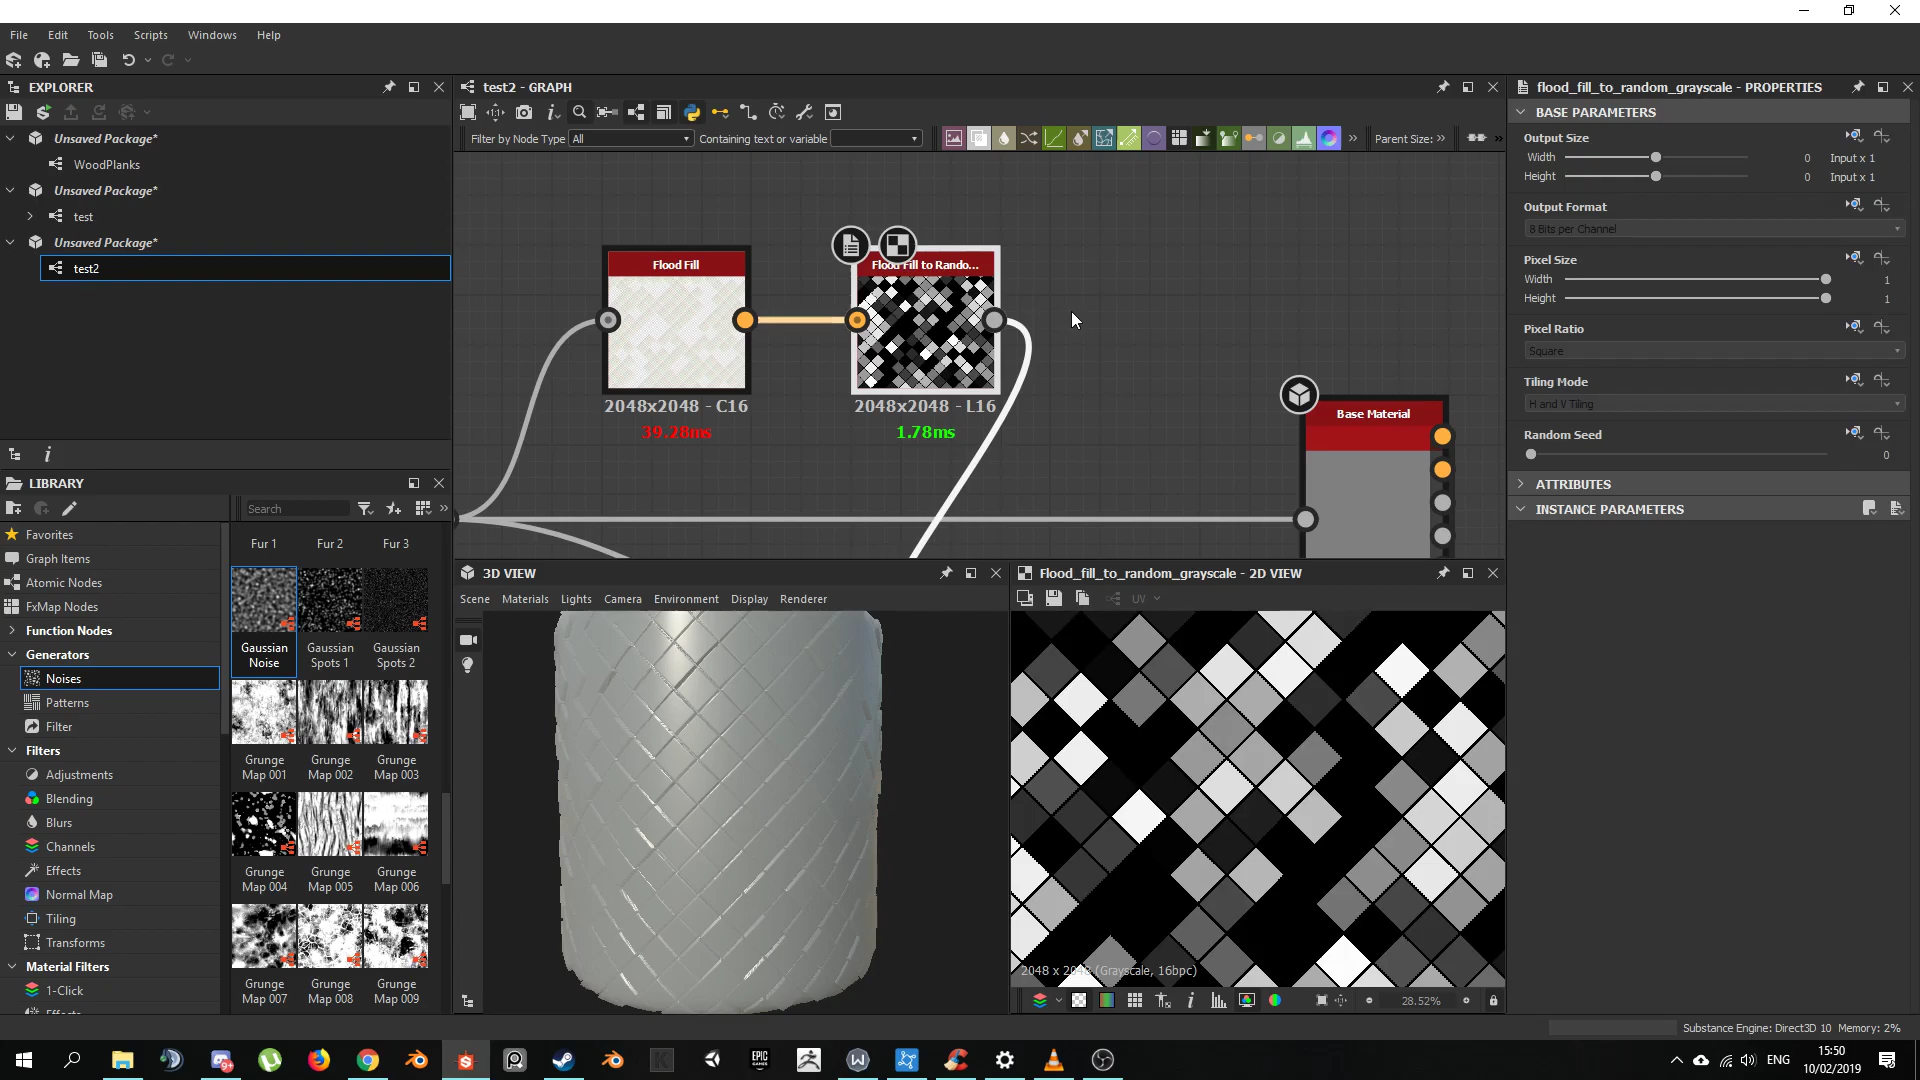 File Edit Tools Scripts Windows Help
EXPLORER
Unsaved Package*
WoodPlanks
Unsaved Package*
test
Unsaved Package*
test2
LIBRARY
Search
Favorites
Graph Items
Atomic Nodes
FxMap Nodes
Function Nodes
Generators
Noises
Patterns
Filter
Filters
Adjustments
Blending
Blurs
Channels
Effects
Normal Map
Tiling
Transforms
Material Filters
1-Click
Effects
Fur 1 Fur 2 Fur 3
Gaussian Noise
Gaussian Spots 1
Gaussian Spots 2
Grunge Map 001
Grunge Map 002
Grunge Map 003
Grunge Map 004
Grunge Map 005
Grunge Map 006
Grunge Map 007
Grunge Map 008
Grunge Map 009
test2 - GRAPH
Filter by Node Type All Containing text or variable Parent Size:
Flood Fill
2048x2048 - C16
39.28ms
Flood Fill to Rando...
2048x2048 - L16
1.78ms
Base Material
3D VIEW
Scene Materials Lights Camera Environment Display Renderer
Flood_fill_to_random_grayscale - 2D VIEW
UV
2048 x 2048 (Grayscale, 16bpc)
28.52%
flood_fill_to_random_grayscale - PROPERTIES
BASE PARAMETERS
Output Size
Width 0 Input x 1
Height 0 Input x 1
Output Format
8 Bits per Channel
Pixel Size
Width 1
Height 1
Pixel Ratio
Square
Tiling Mode
H and V Tiling
Random Seed
0
ATTRIBUTES
INSTANCE PARAMETERS
Substance Engine: Direct3D 10 Memory: 2%
9+
EPIC GAMES
ENG
15:50
10/02/2019